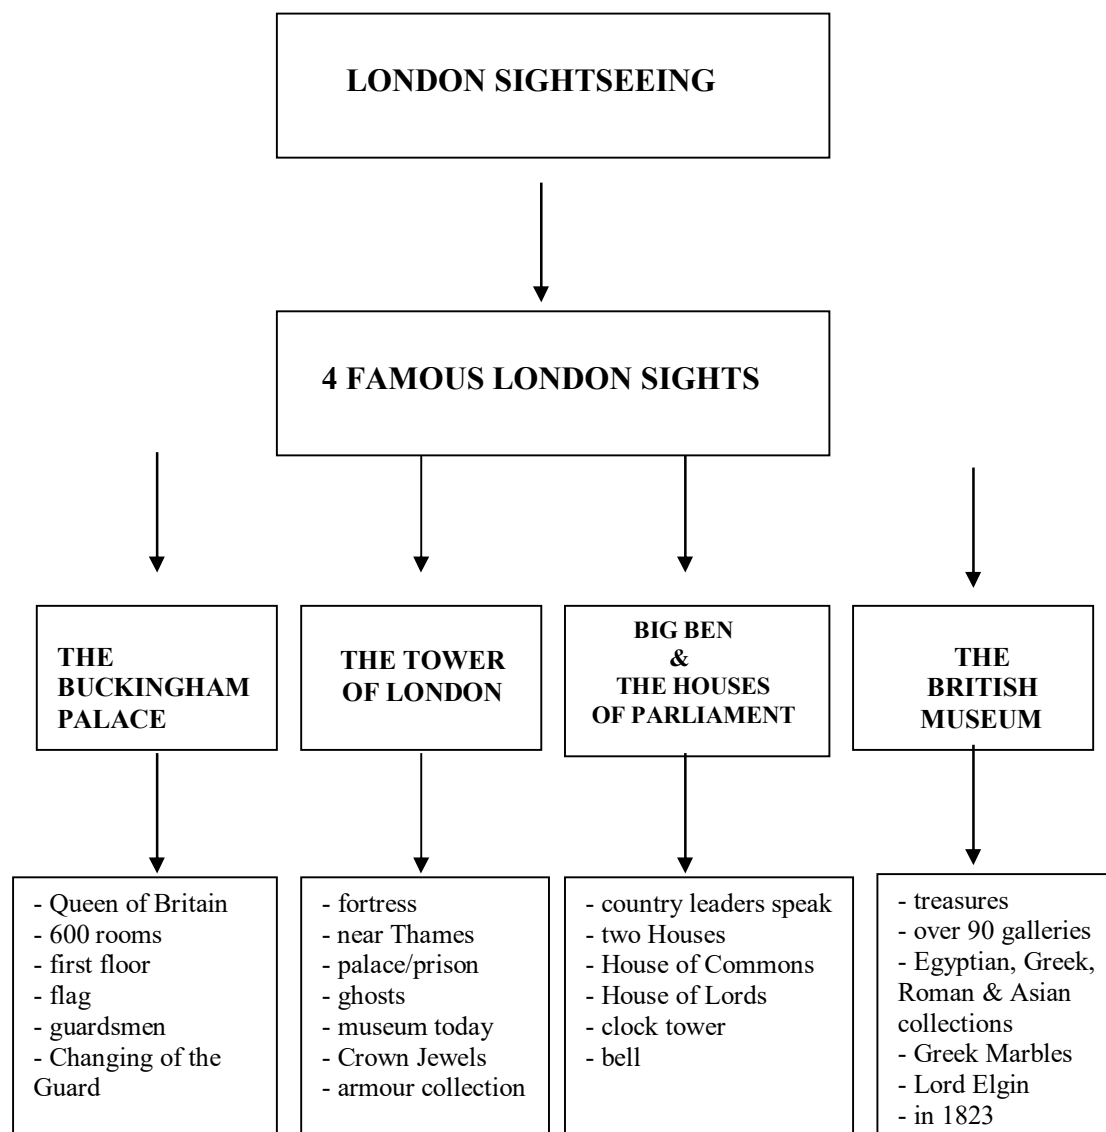 LONDON SIGHTSEEING
4 FAMOUS LONDON SIGHTS
THE
BUCKINGHAM
PALACE
THE TOWER
OF LONDON
BIG BEN
&
THE HOUSES
OF PARLIAMENT
THE
BRITISH
MUSEUM
- Queen of Britain
- 600 rooms
- first floor
- flag
- guardsmen
- Changing of the
Guard
- fortress
- near Thames
- palace/prison
- ghosts
- museum today
- Crown Jewels
- armour collection
- country leaders speak
- two Houses
- House of Commons
- House of Lords
- clock tower
- bell
- treasures
- over 90 galleries
- Egyptian, Greek,
Roman & Asian
collections
- Greek Marbles
- Lord Elgin
- in 1823